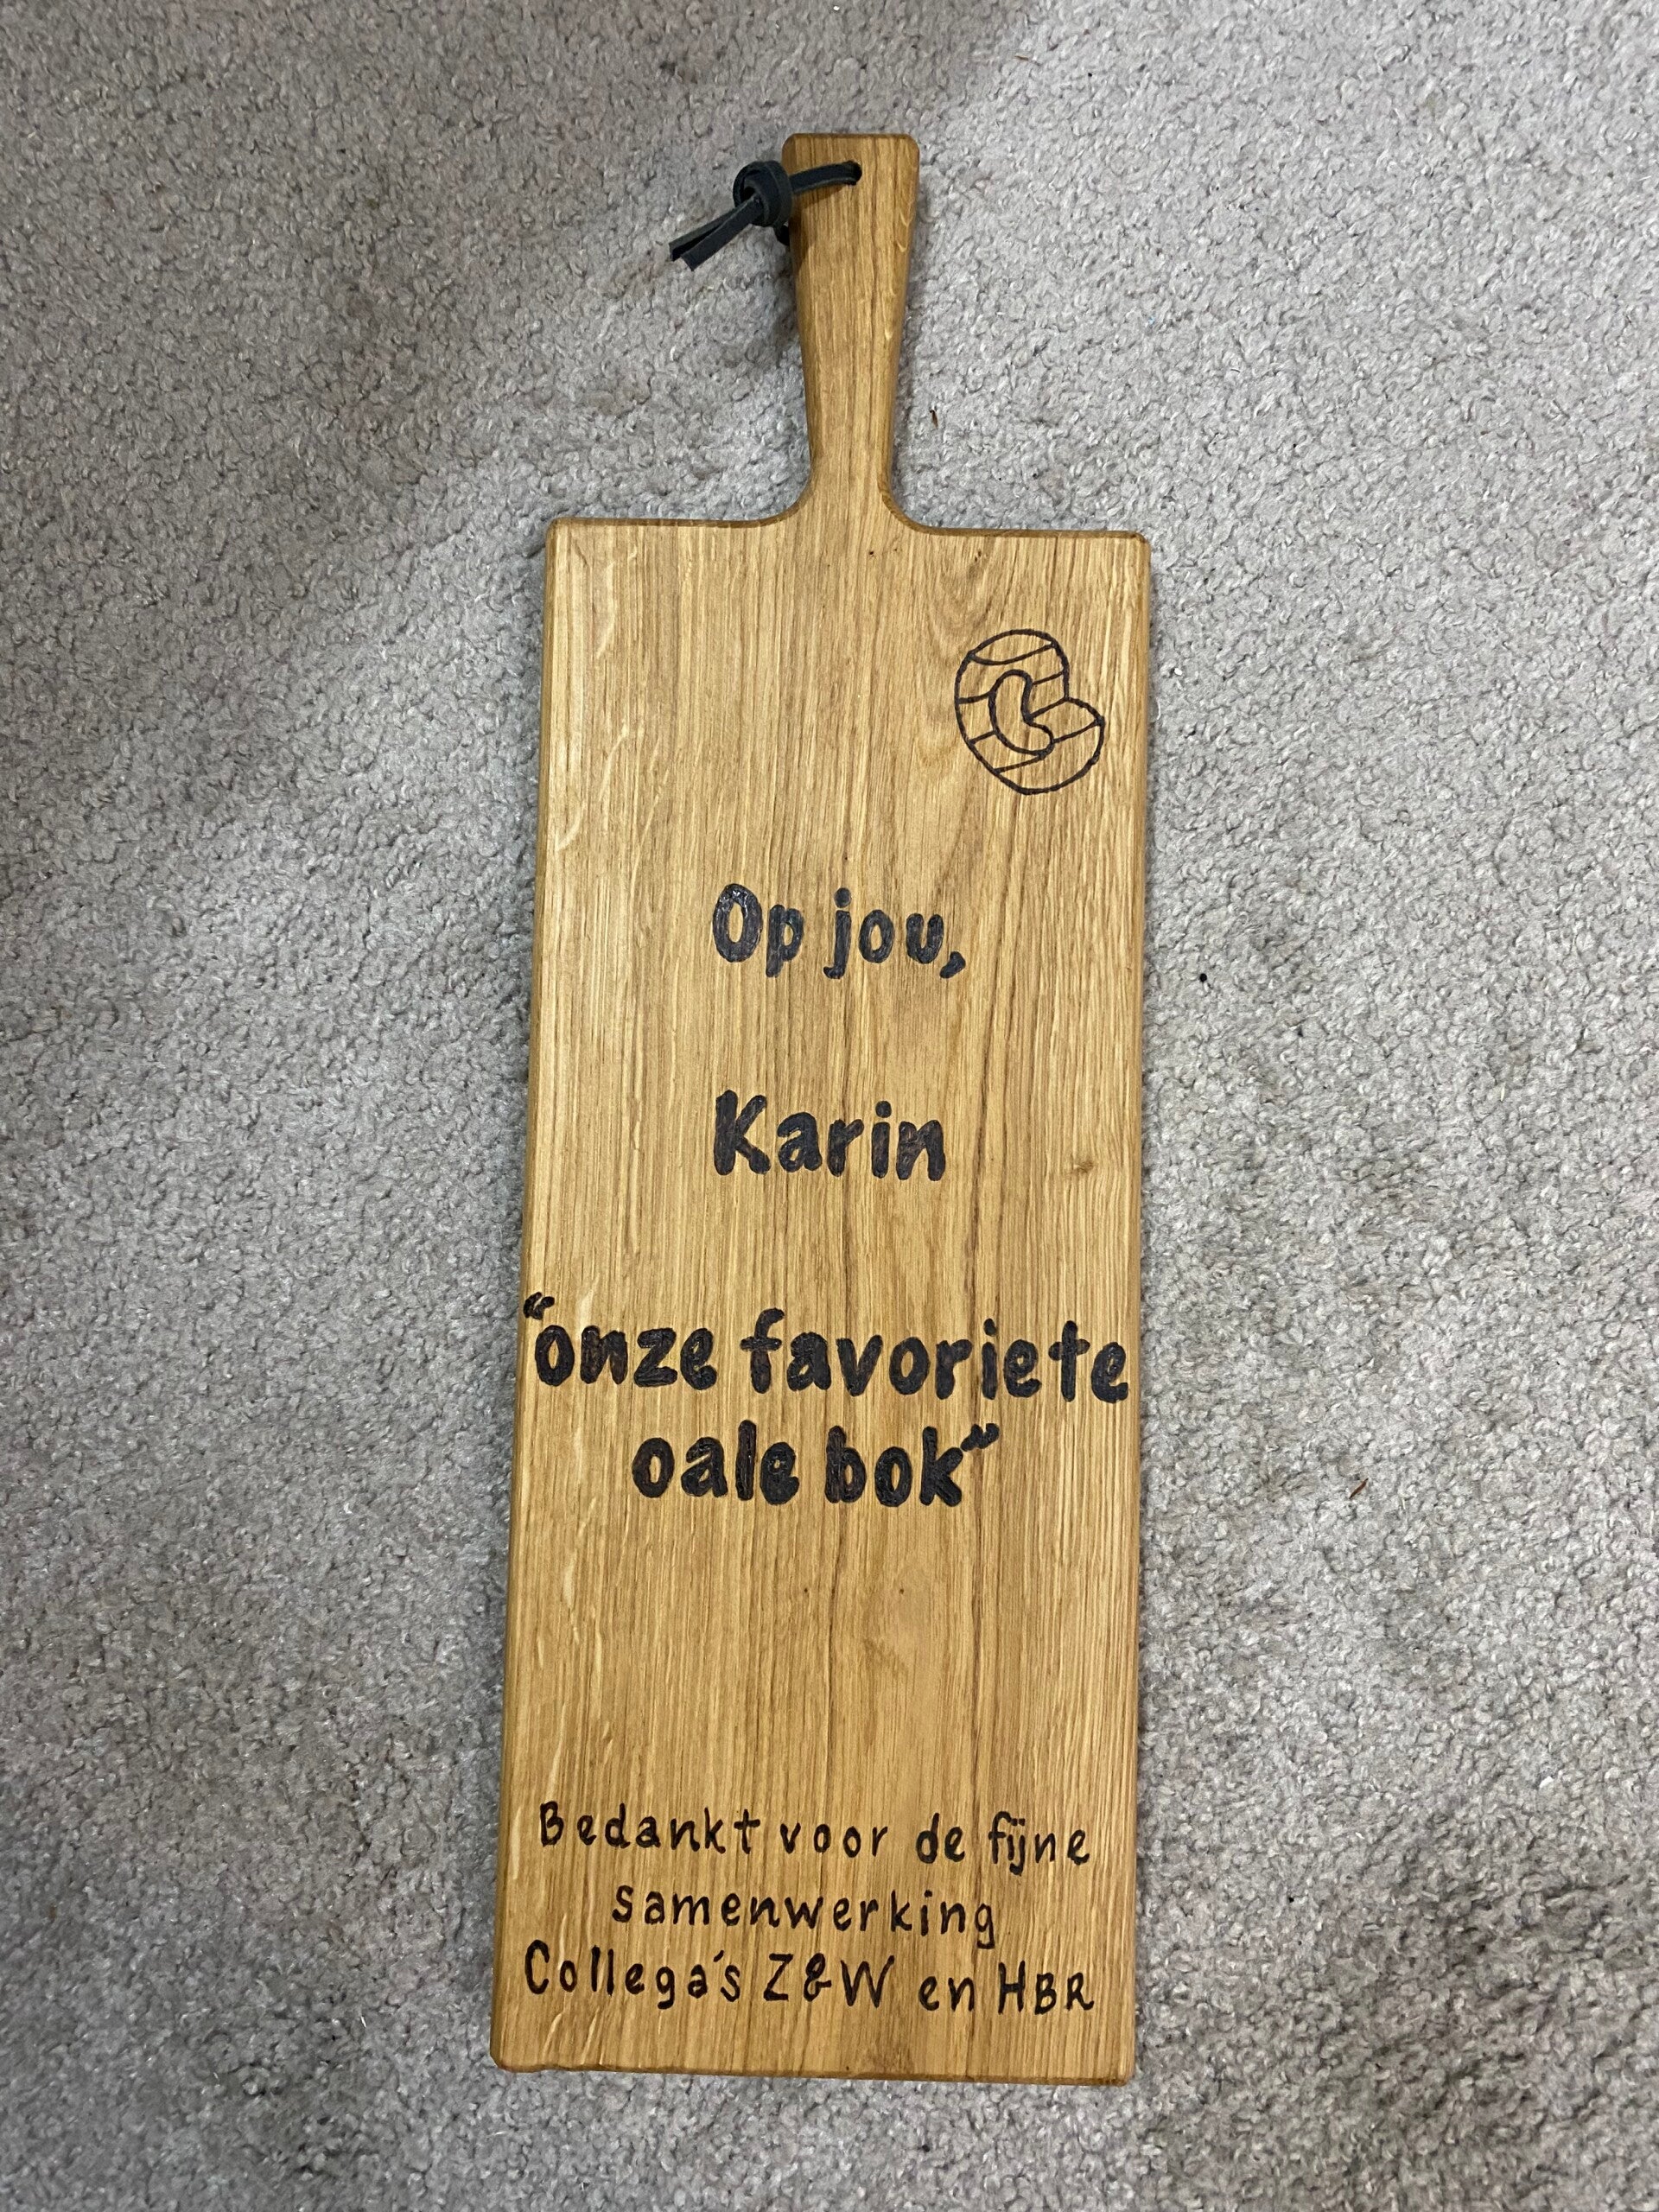 Op jou,
Karin
“onze favoriete
oale bok”
Bedankt voor de fijne
samenwerking
Collega's Z&W en HBR